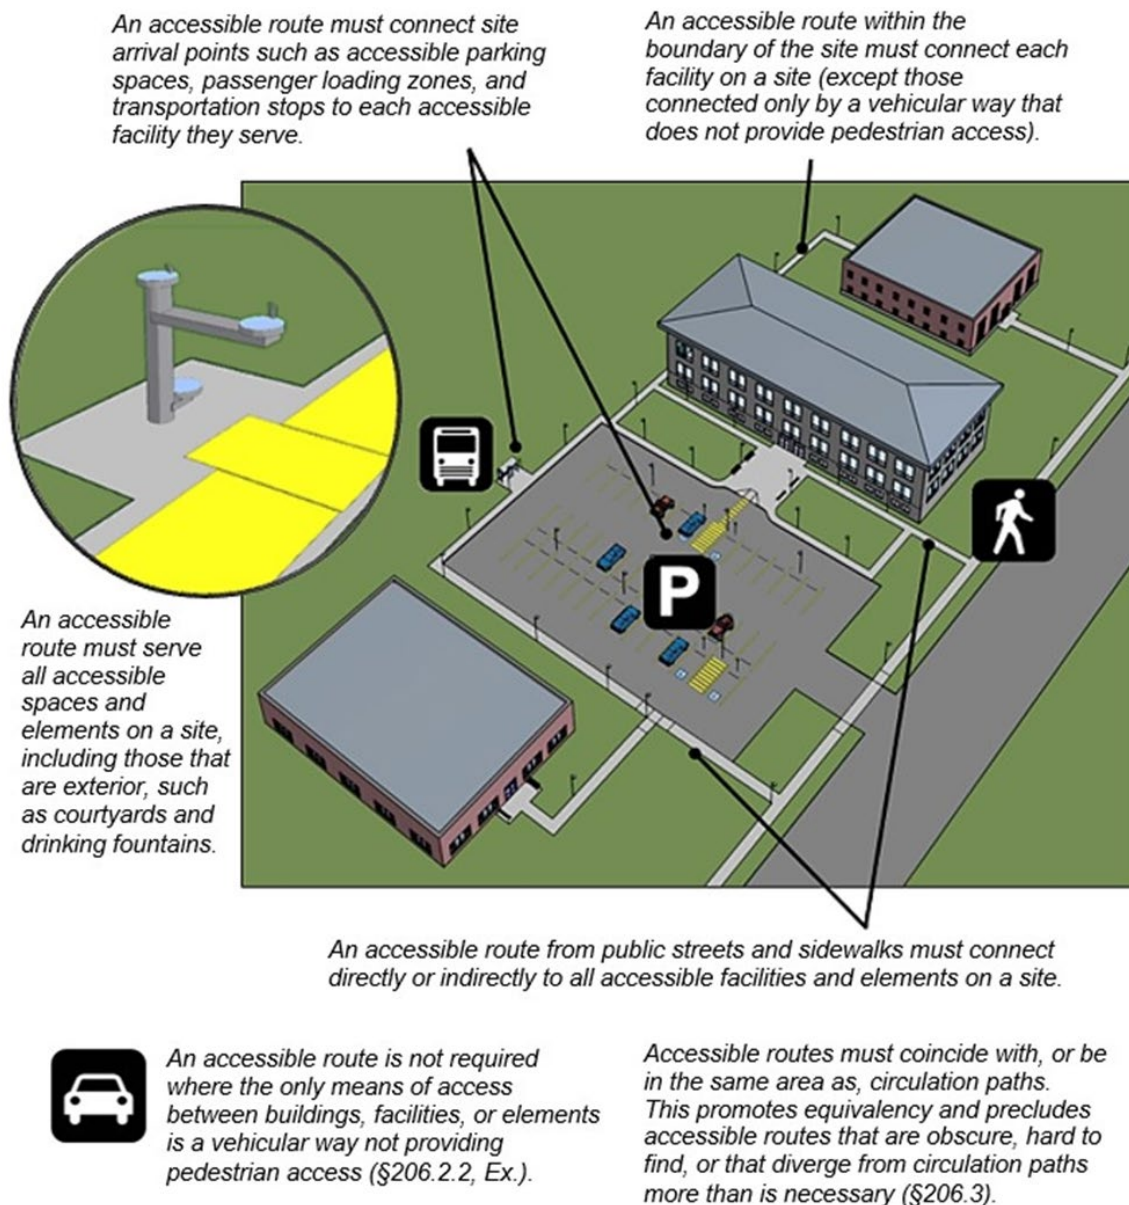 An accessible route must connect site
arrival points such as accessible parking
spaces, passenger loading zones, and
transportation stops to each accessible
facility they serve.
An accessible route within the
boundary of the site must connect each
facility on a site (except those
connected only by a vehicular way that
does not provide pedestrian access).
P
An accessible
route must serve
all accessible
spaces and
elements on a site,
including those that
are exterior, such
as courtyards and
drinking fountains.
An accessible route from public streets and sidewalks must connect
directly or indirectly to all accessible facilities and elements on a site.
An accessible route is not required
where the only means of access
between buildings, facilities, or elements
is a vehicular way not providing
pedestrian access (§206.2.2, Ex.).
Accessible routes must coincide with, or be
in the same area as, circulation paths.
This promotes equivalency and precludes
accessible routes that are obscure, hard to
find, or that diverge from circulation paths
more than is necessary (§206.3).